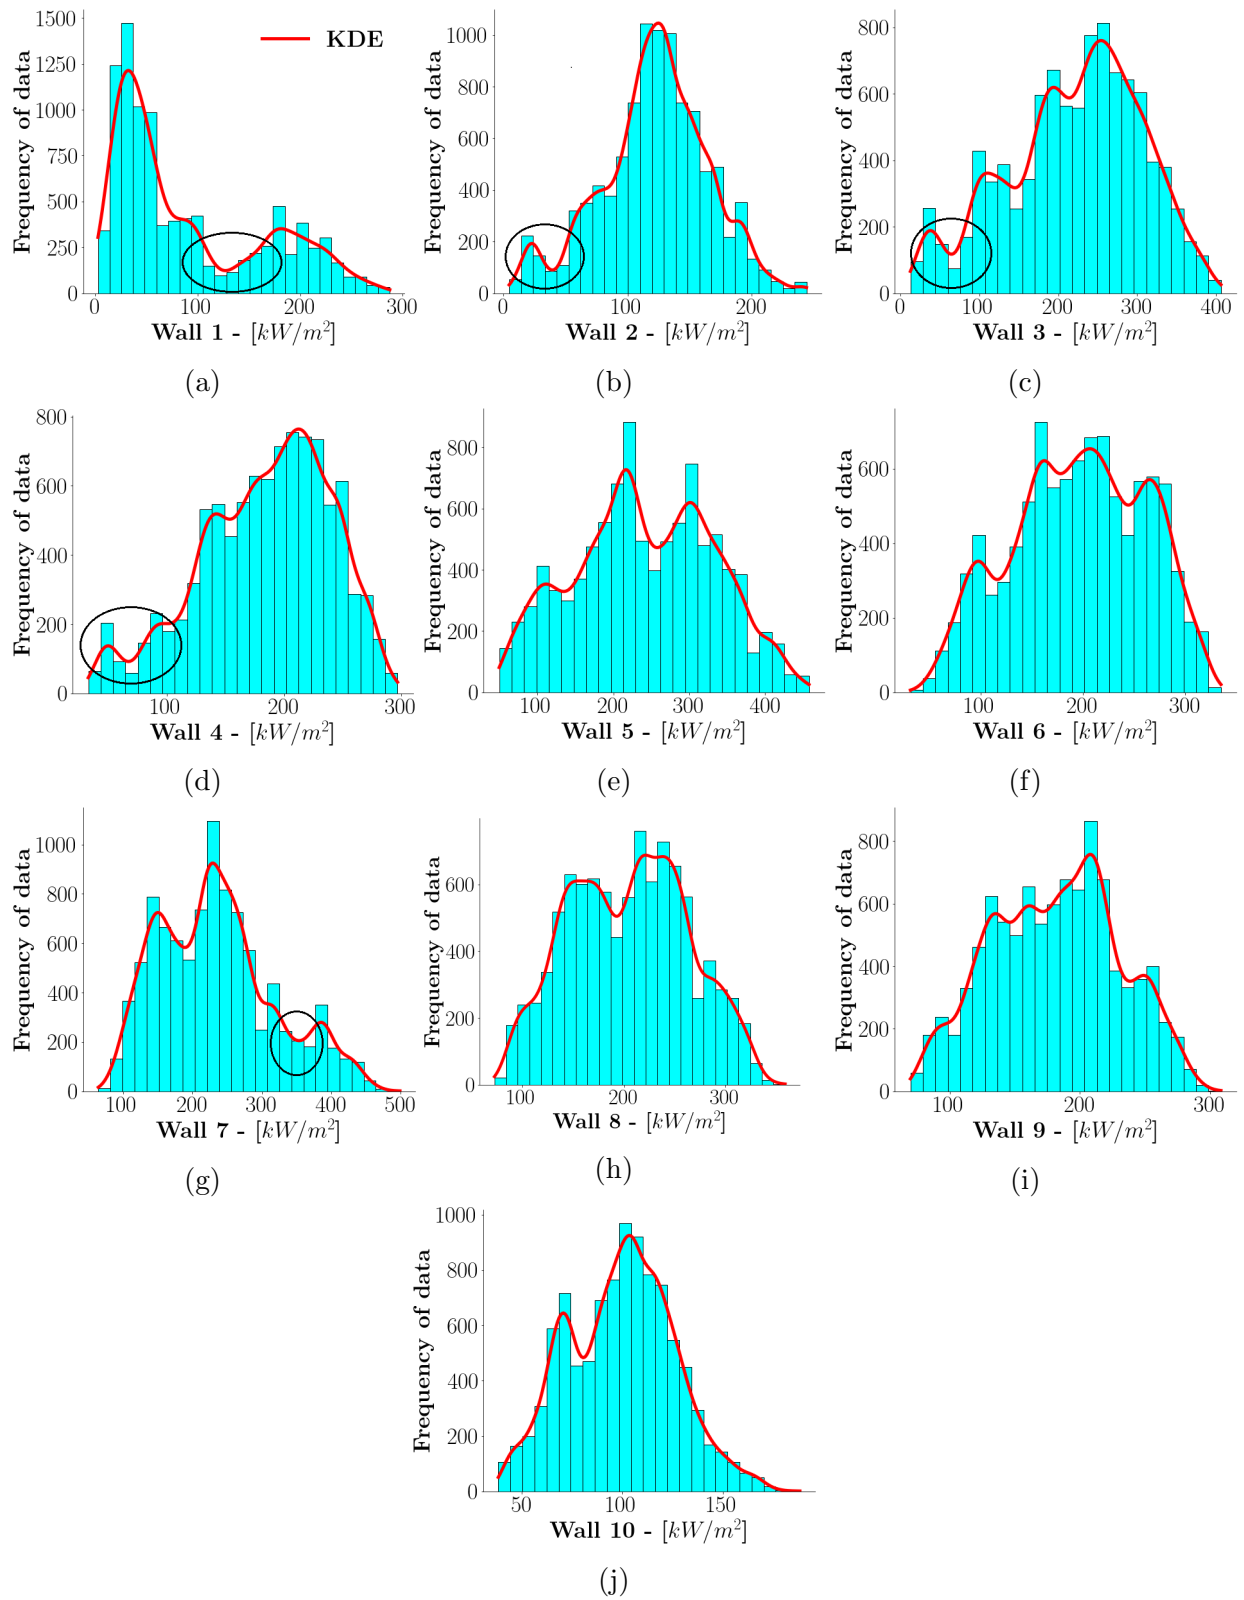 1500
1250
1000
750
500
250
0
Frequency of data
KDE
0 100 200 300
Wall 1 - [kW/m²]
(a)
1000
800
600
400
200
0
Frequency of data
0 100 200
Wall 2 - [kW/m²]
(b)
800
600
400
200
0
Frequency of data
0 100 200 300 400
Wall 3 - [kW/m²]
(c)
800
600
400
200
0
Frequency of data
100 200 300
Wall 4 - [kW/m²]
(d)
800
600
400
200
0
Frequency of data
100 200 300 400
Wall 5 - [kW/m²]
(e)
600
400
200
0
Frequency of data
100 200 300
Wall 6 - [kW/m²]
(f)
1000
800
600
400
200
0
Frequency of data
100 200 300 400 500
Wall 7 - [kW/m²]
(g)
600
400
200
0
Frequency of data
100 200 300
Wall 8 - [kW/m²]
(h)
800
600
400
200
0
Frequency of data
100 200 300
Wall 9 - [kW/m²]
(i)
1000
800
600
400
200
0
Frequency of data
50 100 150
Wall 10 - [kW/m²]
(j)